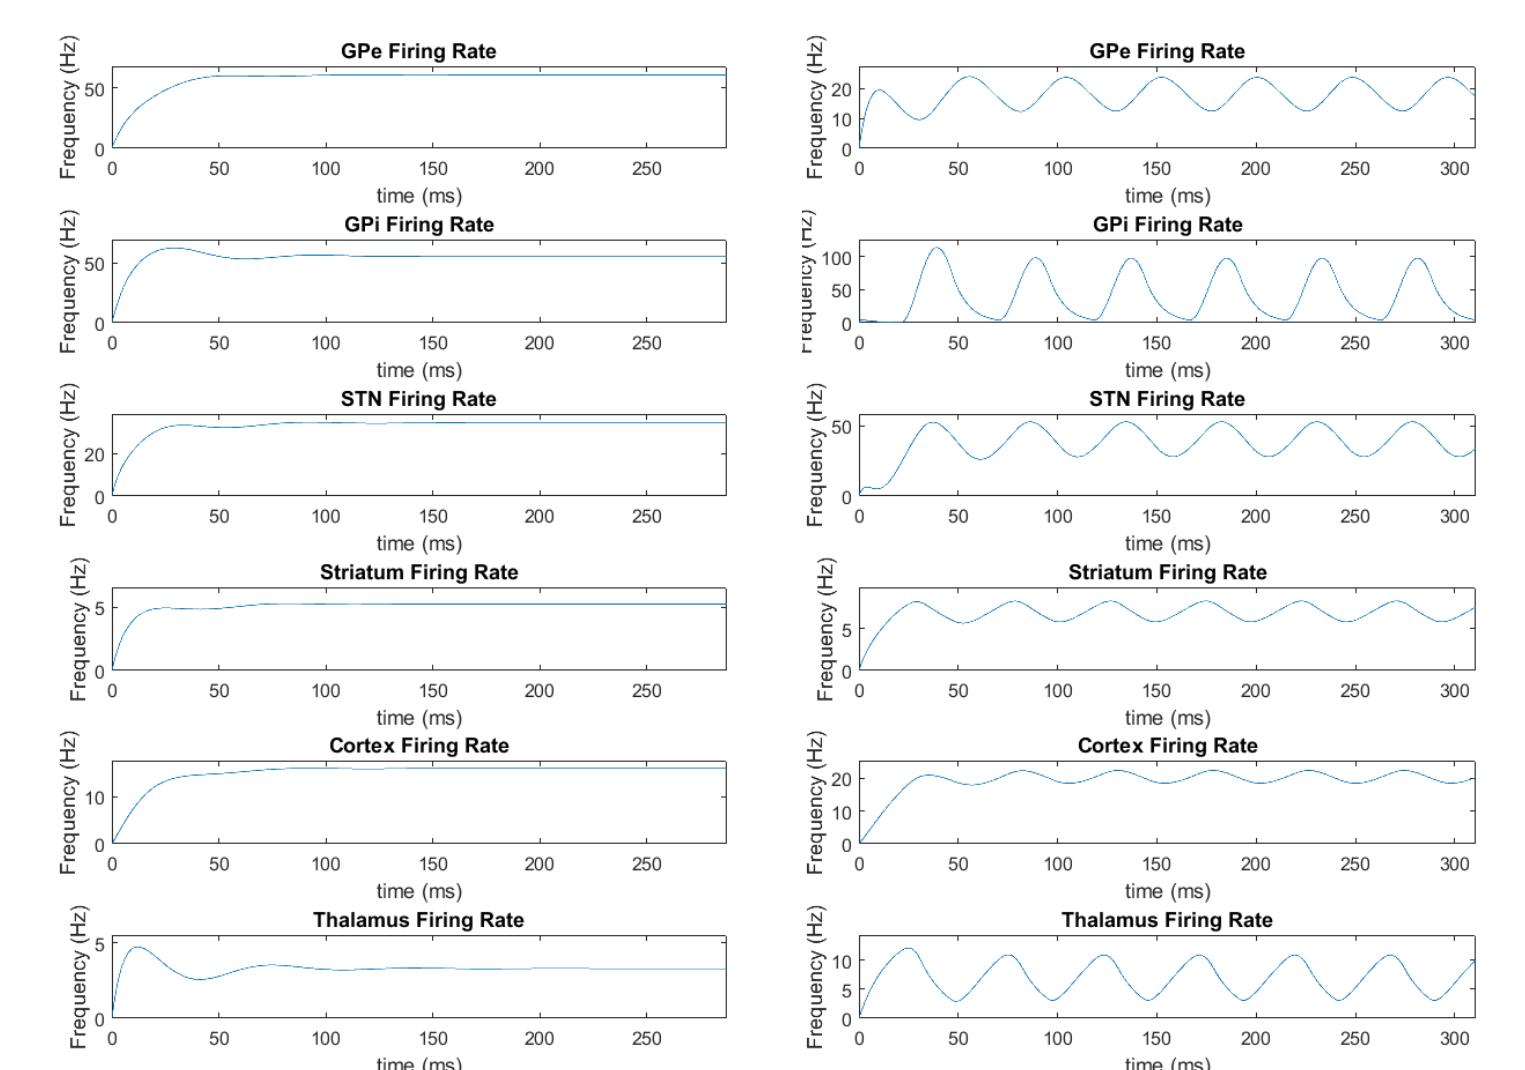 GPe Firing Rate
Frequency (Hz)
50
0
0 50 100 150 200 250
time (ms)
GPi Firing Rate
Frequency (Hz)
50
0
0 50 100 150 200 250
time (ms)
STN Firing Rate
Frequency (Hz)
20
0
0 50 100 150 200 250
time (ms)
Striatum Firing Rate
Frequency (Hz)
5
0
0 50 100 150 200 250
time (ms)
Cortex Firing Rate
Frequency (Hz)
10
0
0 50 100 150 200 250
time (ms)
Thalamus Firing Rate
Frequency (Hz)
5
0
0 50 100 150 200 250
time (ms)
GPe Firing Rate
Frequency (Hz)
20
10
0
0 50 100 150 200 250 300
time (ms)
GPi Firing Rate
Frequency (Hz)
100
50
0
0 50 100 150 200 250 300
time (ms)
STN Firing Rate
Frequency (Hz)
50
0
0 50 100 150 200 250 300
time (ms)
Striatum Firing Rate
Frequency (Hz)
5
0
0 50 100 150 200 250 300
time (ms)
Cortex Firing Rate
Frequency (Hz)
20
10
0
0 50 100 150 200 250 300
time (ms)
Thalamus Firing Rate
Frequency (Hz)
10
5
0
0 50 100 150 200 250 300
time (ms)